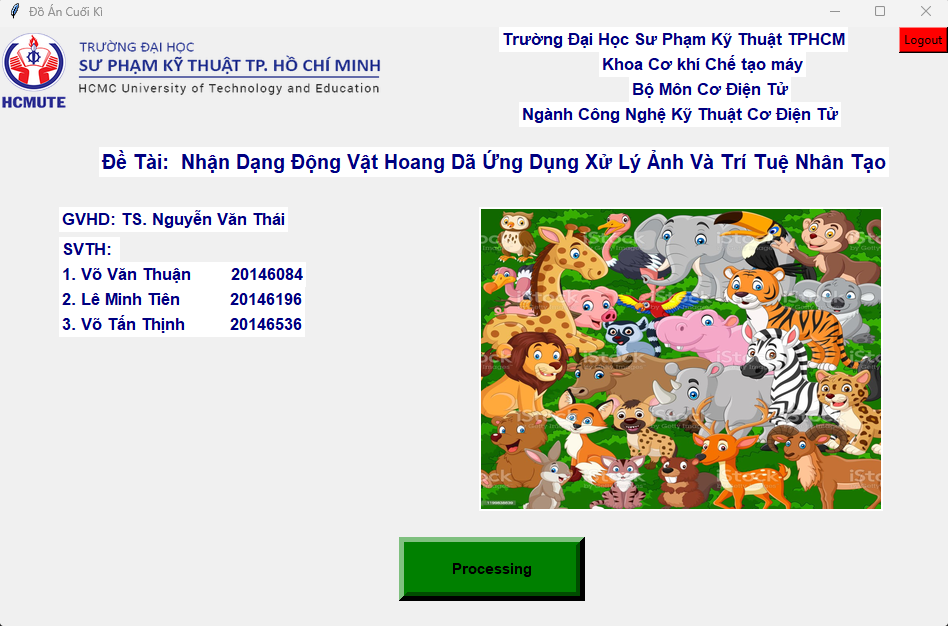 Đồ Án Cuối Kì
TRƯỜNG ĐẠI HỌC
SƯ PHẠM KỸ THUẬT TP. HỒ CHÍ MINH
HCMC University of Technology and Education
HCMUTE
Trường Đại Học Sư Phạm Kỹ Thuật TPHCM
Khoa Cơ khí Chế tạo máy
Bộ Môn Cơ Điện Tử
Ngành Công Nghệ Kỹ Thuật Cơ Điện Tử
Logout
Đề Tài: Nhận Dạng Động Vật Hoang Dã Ứng Dụng Xử Lý Ảnh Và Trí Tuệ Nhân Tạo
GVHD: TS. Nguyễn Văn Thái
SVTH:
1. Võ Văn Thuận 20146084
2. Lê Minh Tiên 20146196
3. Võ Tấn Thịnh 20146536
iStock
Processing